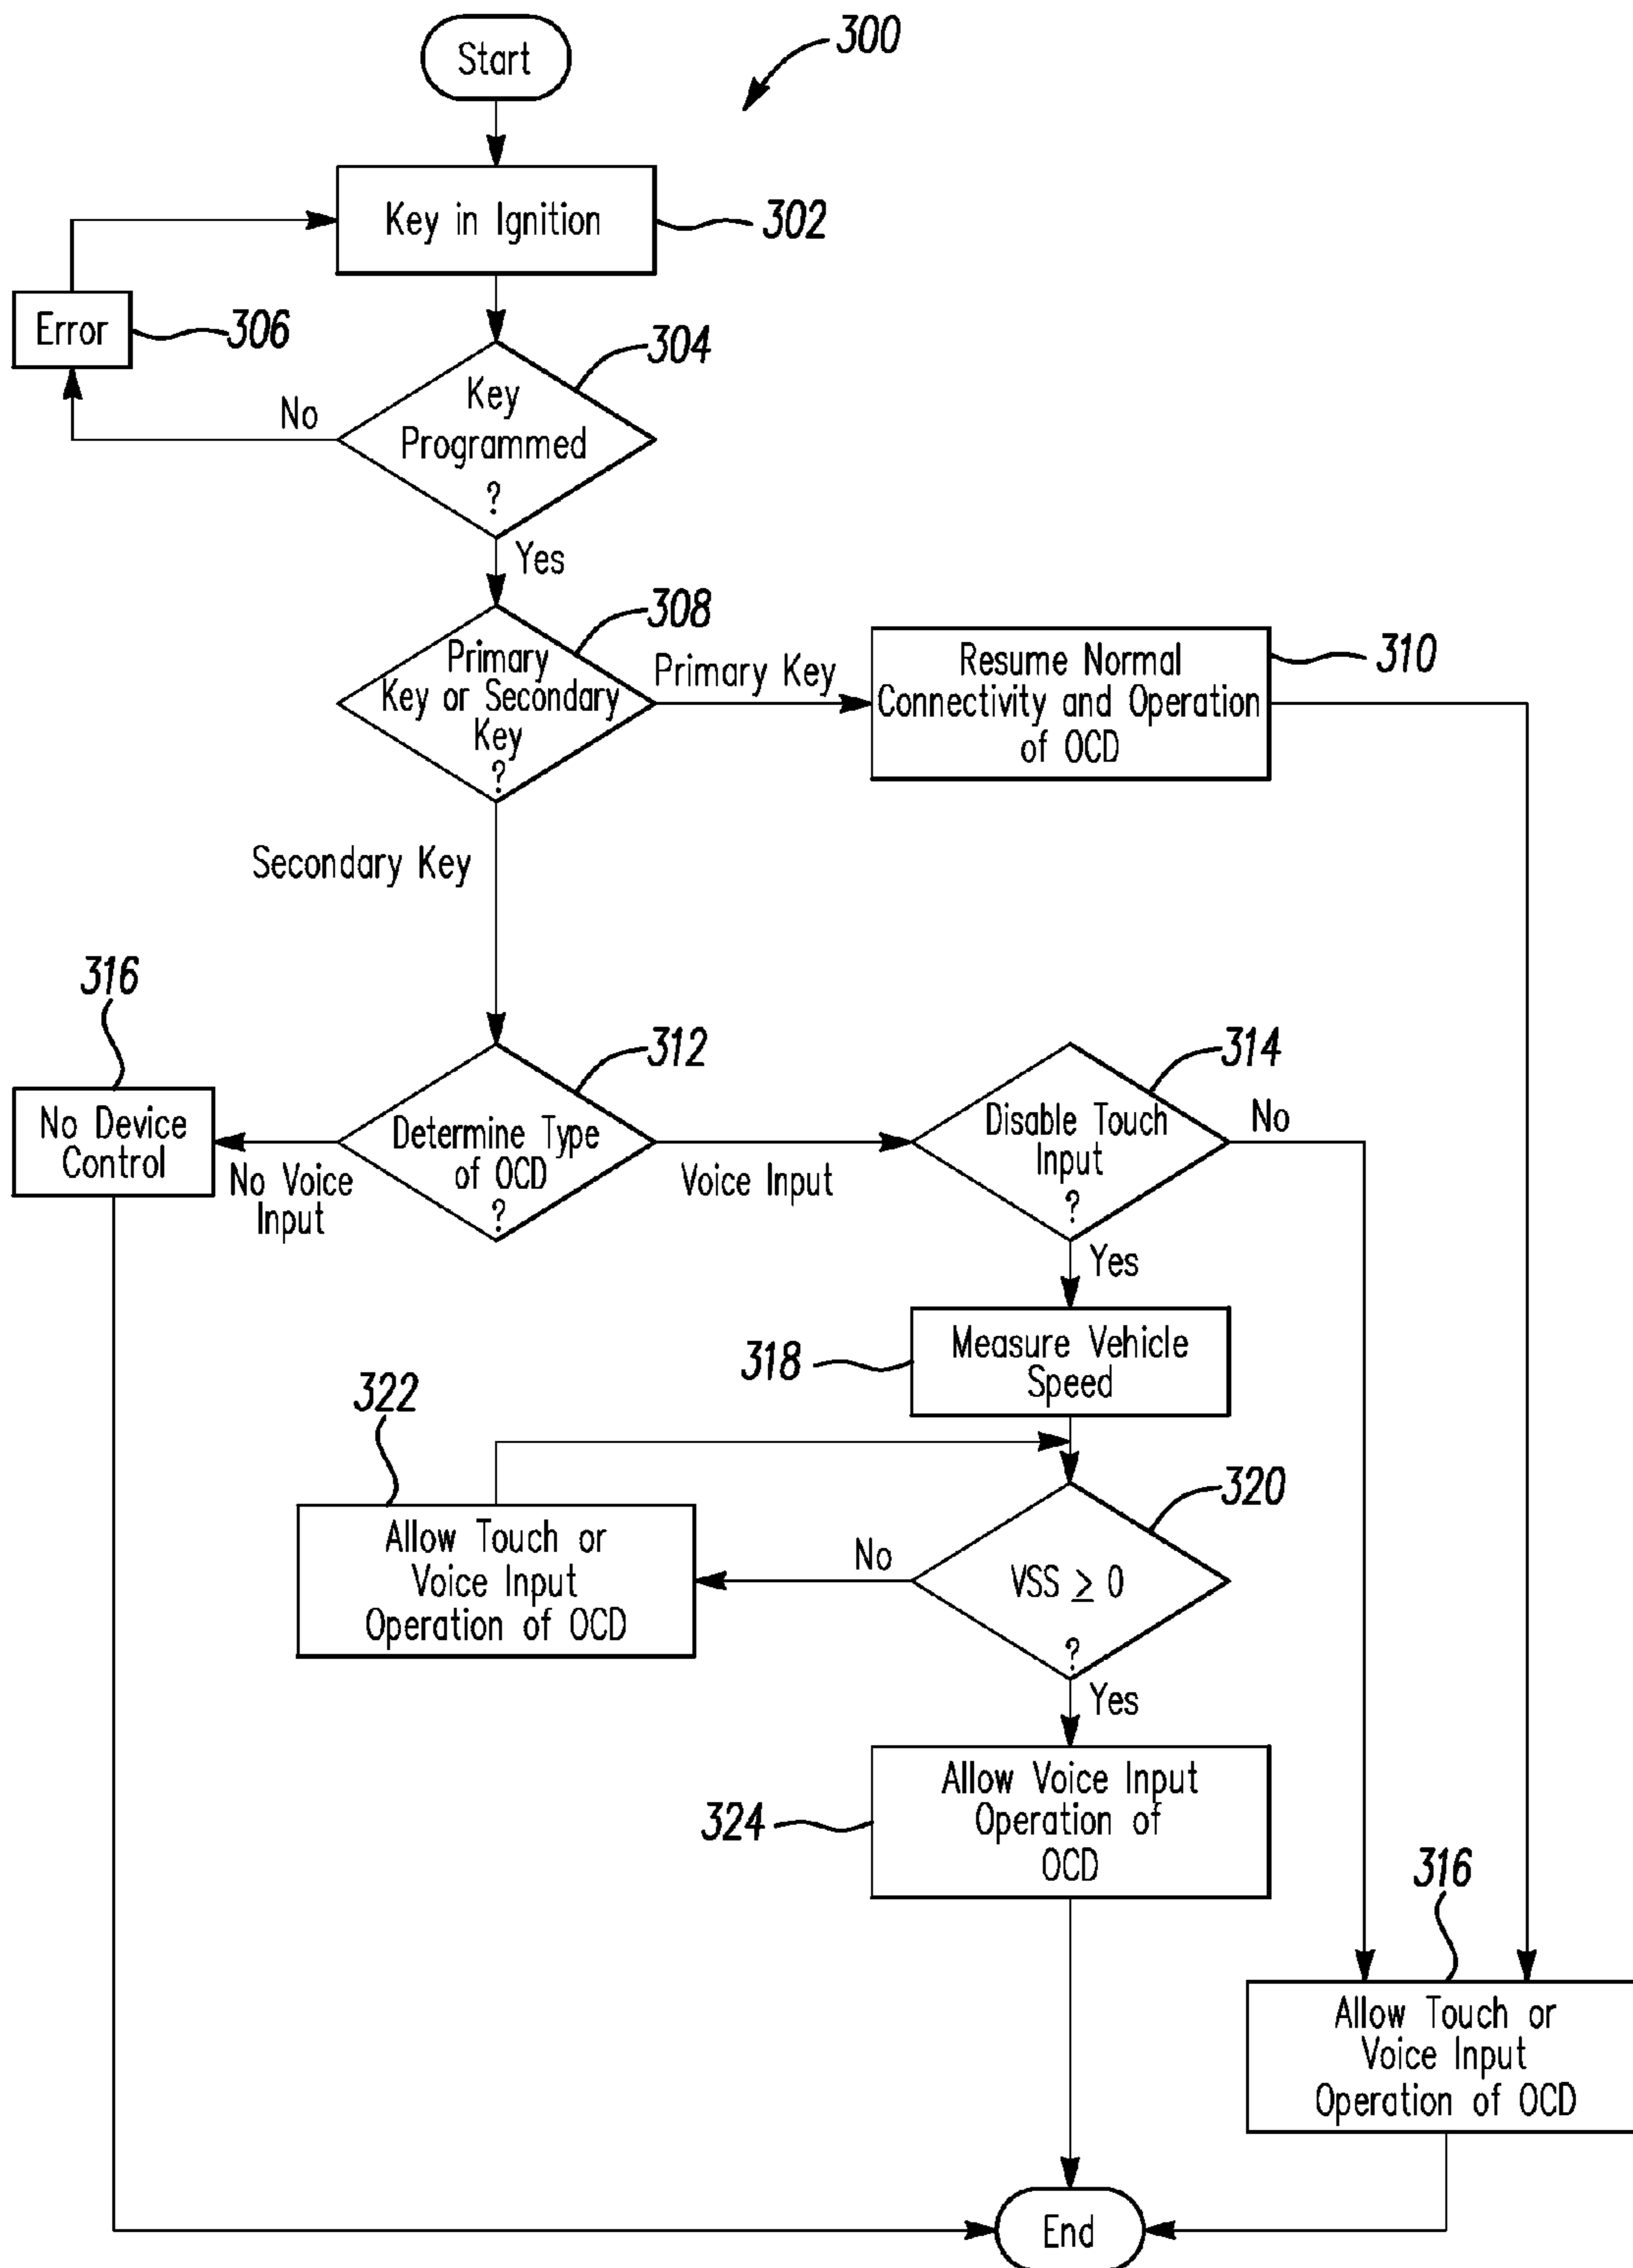 Start
300
Key in Ignition
302
Error
306
304
Key
Programmed
?
No
Yes
308
Primary
Key or Secondary
Key
?
Primary Key
Resume Normal
Connectivity and Operation
of OCD
310
Secondary Key
316
No Device
Control
No Voice
Input
312
Determine Type
of OCD
?
Voice Input
314
Disable Touch
Input
?
No
Yes
Measure Vehicle
Speed
318
322
Allow Touch or
Voice Input
Operation of OCD
No
320
VSS ≥ 0
?
Yes
Allow Voice Input
Operation of
OCD
324
316
Allow Touch or
Voice Input
Operation of OCD
End